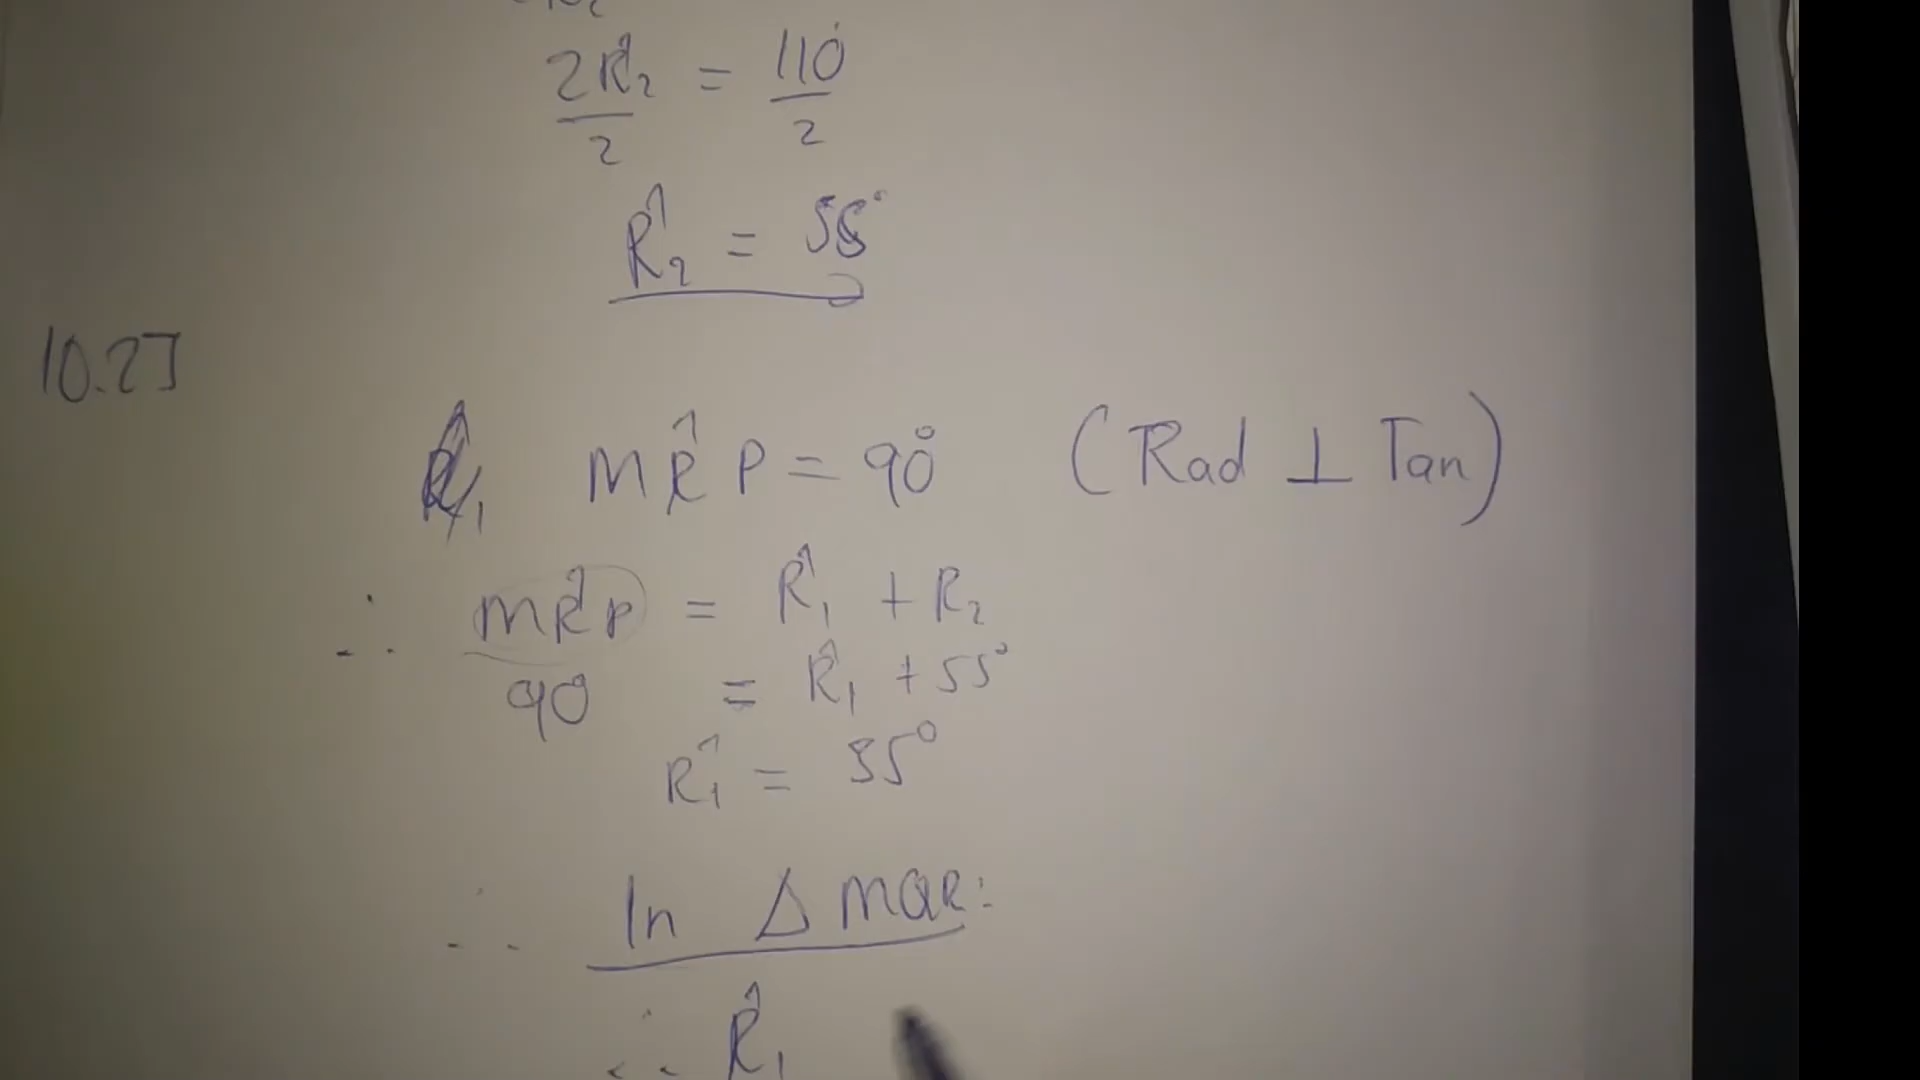 2R̂₂ = 110°
2 2
R̂₂ = 55°
10.2]
MR̂P = 90° (Rad ⊥ Tan)
∴ MR̂P = R̂₁ + R₂
90 = R̂₁ + 55°
R̂₁ = 35°
∴ In Δ MQR:
∴ R̂₁